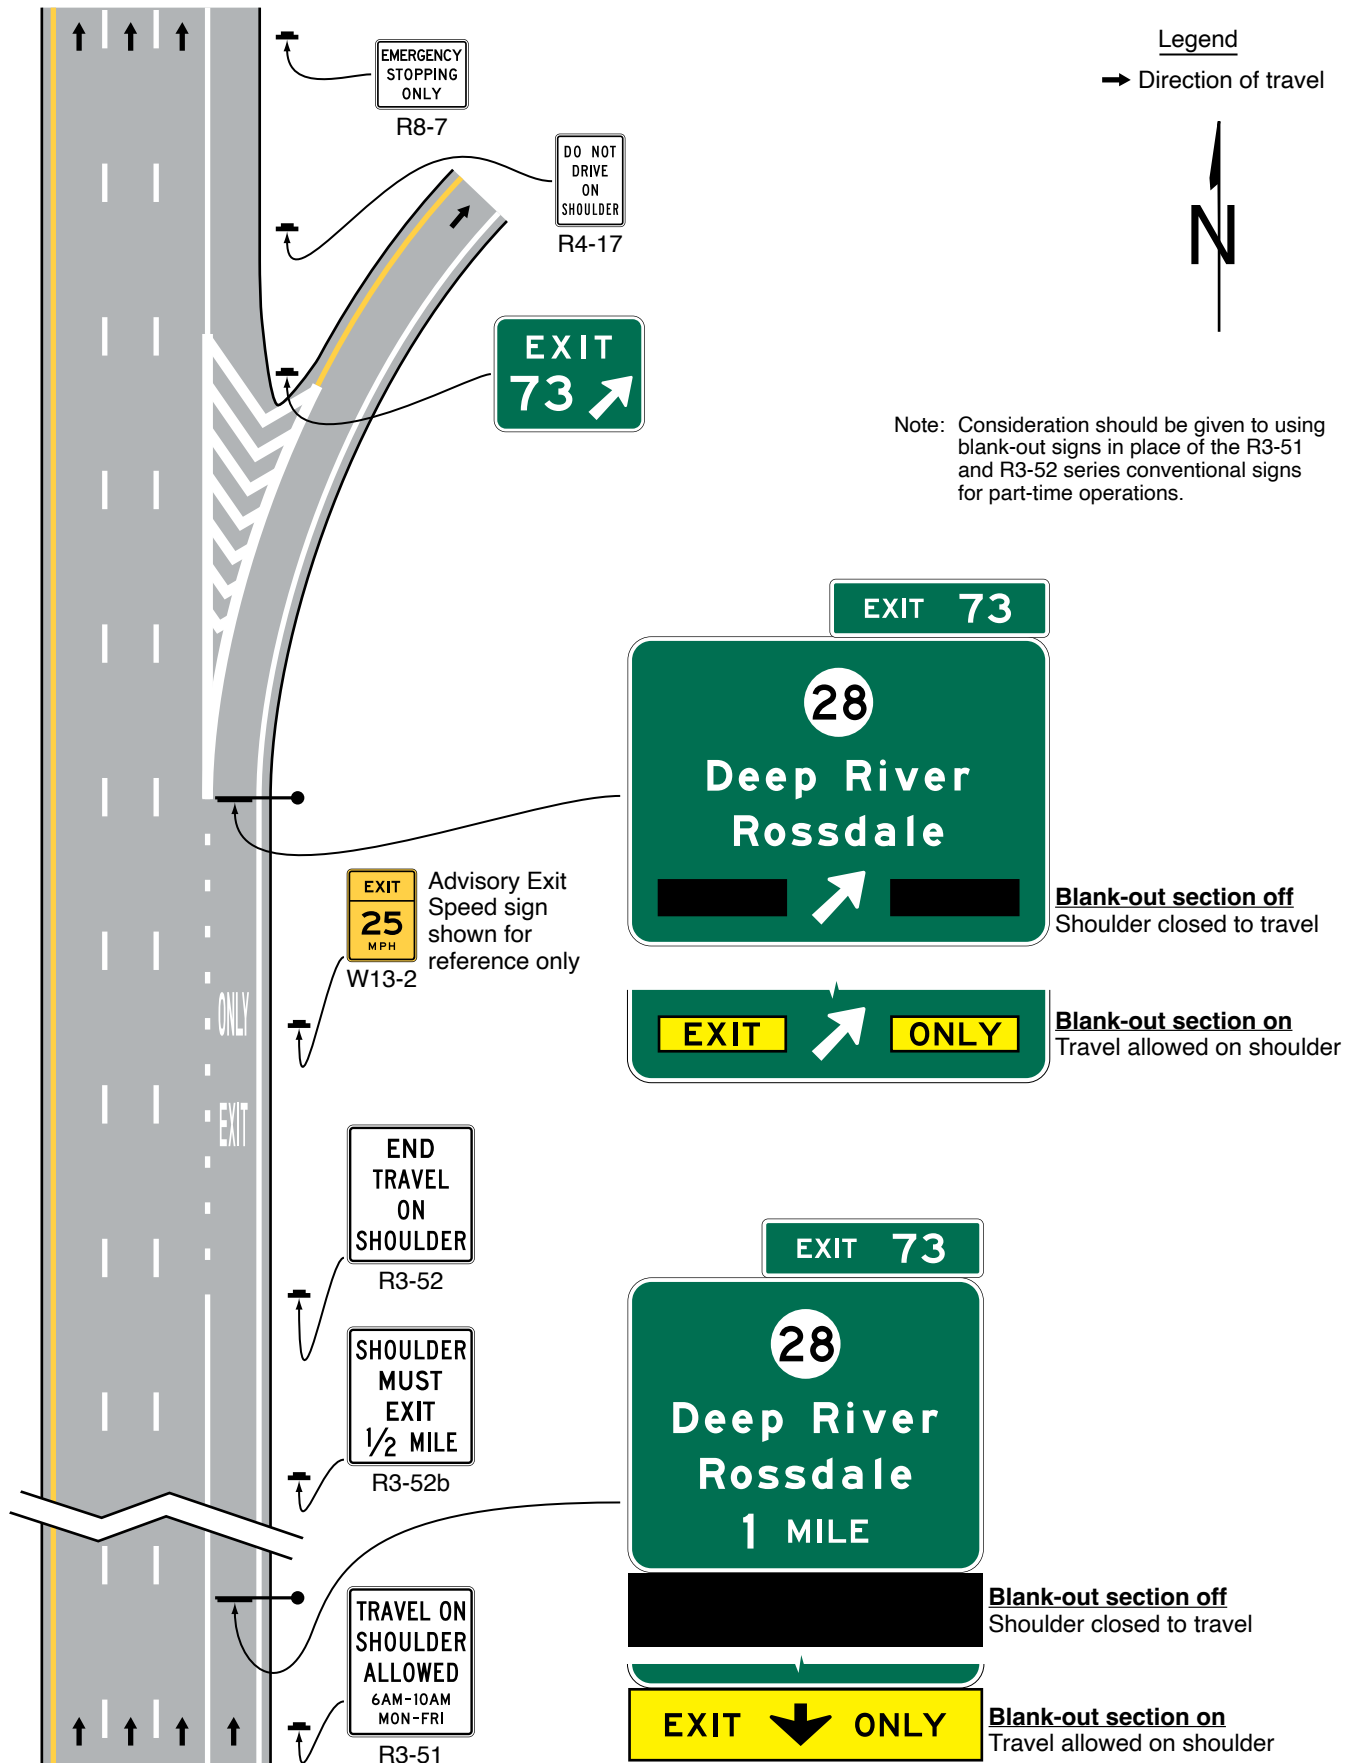 EMERGENCY
STOPPING
ONLY
R8-7
Legend
Direction of travel
N
DO NOT
DRIVE
ON
SHOULDER
R4-17
EXIT
73
Note: Consideration should be given to using
blank-out signs in place of the R3-51
and R3-52 series conventional signs
for part-time operations.
EXIT 73
28
Deep River
Rossdale
Blank-out section off
Shoulder closed to travel
EXIT ONLY
Blank-out section on
Travel allowed on shoulder
EXIT
25
MPH
W13-2
Advisory Exit
Speed sign
shown for
reference only
ONLY
EXIT
END
TRAVEL
ON
SHOULDER
R3-52
SHOULDER
MUST
EXIT
1/2 MILE
R3-52b
EXIT 73
28
Deep River
Rossdale
1 MILE
Blank-out section off
Shoulder closed to travel
EXIT ONLY
Blank-out section on
Travel allowed on shoulder
TRAVEL ON
SHOULDER
ALLOWED
6AM-10AM
MON-FRI
R3-51